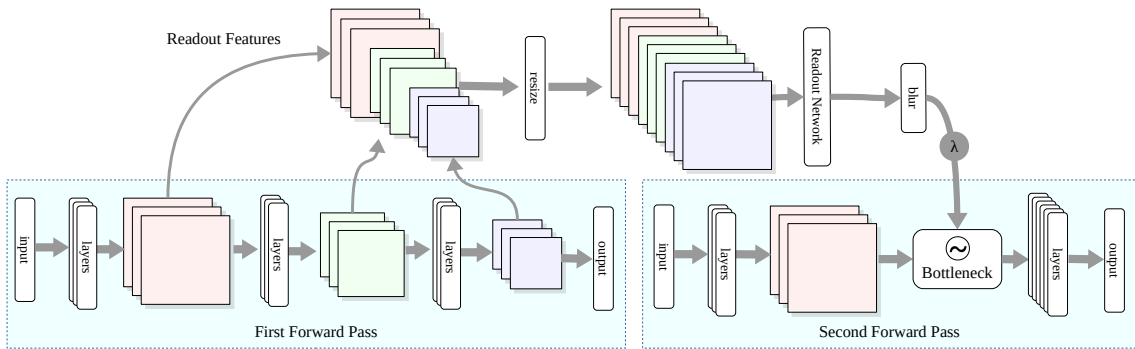 Readout Features
resize
Readout Network
blur
λ
input
layers
layers
layers
output
First Forward Pass
input
layers
~
Bottleneck
layers
output
Second Forward Pass